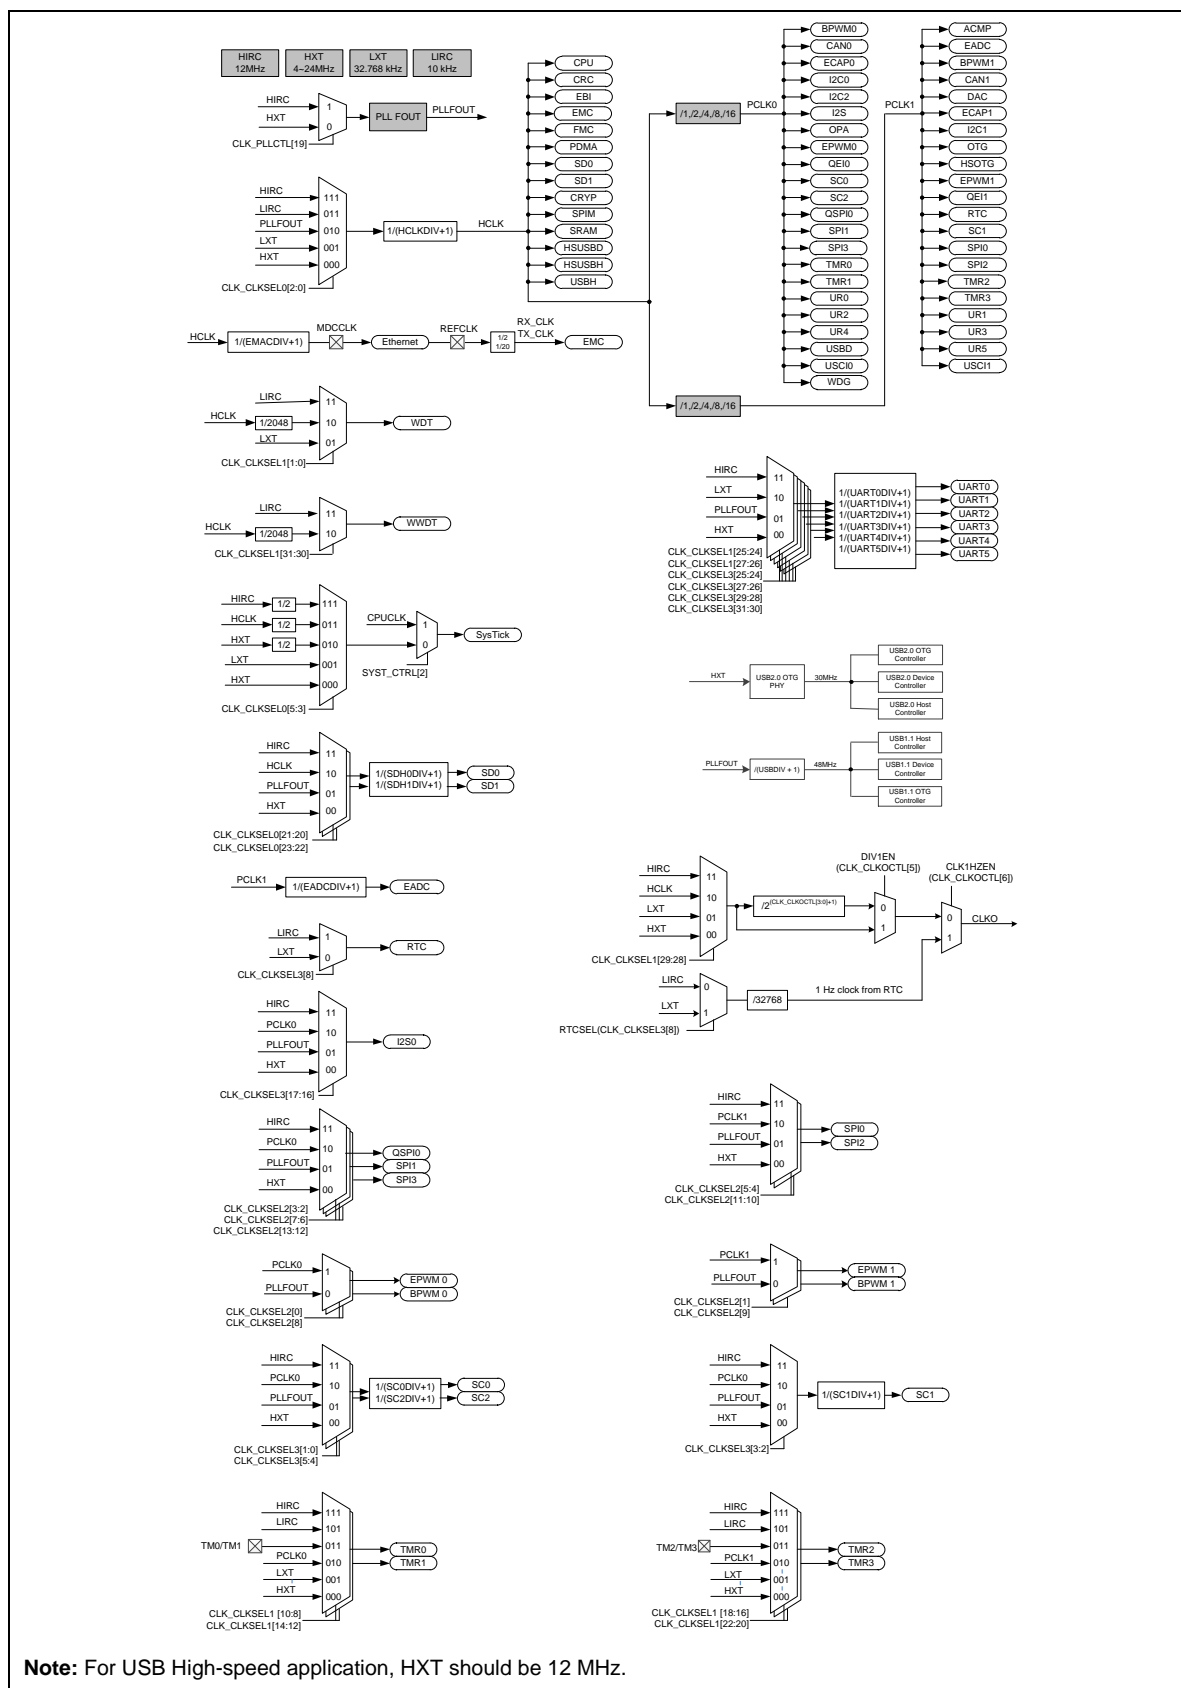 HIRC
12MHz
HXT
4~24MHz
LXT
32.768 kHz
LIRC
10 kHz
HIRC
HXT
1
0
PLL FOUT
PLLFOUT
CLK_PLLCTL[19]
HIRC
LIRC
PLLFOUT
LXT
HXT
111
011
010
001
000
1/(HCLKDIV+1)
HCLK
CLK_CLKSEL0[2:0]
CPU
CRC
EBI
EMC
FMC
PDMA
SD0
SD1
CRYP
SPIM
SRAM
HSUSBD
HSUSBH
USBH
/1,/2,/4,/8,/16
PCLK0
BPWM0
CAN0
ECAP0
I2C0
I2C2
I2S
OPA
EPWM0
QEI0
SC0
SC2
QSPI0
SPI1
SPI3
TMR0
TMR1
UR0
UR2
UR4
USBD
USCI0
WDG
/1,/2,/4,/8,/16
PCLK1
ACMP
EADC
BPWM1
CAN1
DAC
ECAP1
I2C1
OTG
HSOTG
EPWM1
QEI1
RTC
SC1
SPI0
SPI2
TMR2
TMR3
UR1
UR3
UR5
USCI1
HCLK
1/(EMACDIV+1)
MDCCLK
Ethernet
REFCLK
1/2
1/20
RX_CLK
TX_CLK
EMC
LIRC
HCLK
1/2048
LXT
11
10
01
WDT
CLK_CLKSEL1[1:0]
LIRC
HCLK
1/2048
11
10
WWDT
CLK_CLKSEL1[31:30]
HIRC
LXT
PLLFOUT
HXT
11
10
01
00
1/(UART0DIV+1)
1/(UART1DIV+1)
1/(UART2DIV+1)
1/(UART3DIV+1)
1/(UART4DIV+1)
1/(UART5DIV+1)
UART0
UART1
UART2
UART3
UART4
UART5
CLK_CLKSEL1[25:24]
CLK_CLKSEL1[27:26]
CLK_CLKSEL3[25:24]
CLK_CLKSEL3[27:26]
CLK_CLKSEL3[29:28]
CLK_CLKSEL3[31:30]
HIRC
1/2
HCLK
1/2
HXT
1/2
LXT
HXT
111
011
010
001
000
CPUCLK
1
0
SysTick
SYST_CTRL[2]
CLK_CLKSEL0[5:3]
HXT
USB2.0 OTG
PHY
30MHz
USB2.0 OTG
Controller
USB2.0 Device
Controller
USB2.0 Host
Controller
PLLFOUT
/(USBDIV + 1)
48MHz
USB1.1 Host
Controller
USB1.1 Device
Controller
USB1.1 OTG
Controller
HIRC
HCLK
PLLFOUT
HXT
11
10
01
00
1/(SDH0DIV+1)
1/(SDH1DIV+1)
SD0
SD1
CLK_CLKSEL0[21:20]
CLK_CLKSEL0[23:22]
PCLK1
1/(EADCDIV+1)
EADC
LIRC
LXT
1
0
RTC
CLK_CLKSEL3[8]
HIRC
HCLK
LXT
HXT
11
10
01
00
/2(CLK_CLKOCTL[3:0]+1)
DIV1EN
(CLK_CLKOCTL[5])
0
1
CLK1HZEN
(CLK_CLKOCTL[6])
0
1
CLKO
CLK_CLKSEL1[29:28]
LIRC
LXT
0
1
/32768
1 Hz clock from RTC
RTCSEL(CLK_CLKSEL3[8])
HIRC
PCLK0
PLLFOUT
HXT
11
10
01
00
I2S0
CLK_CLKSEL3[17:16]
HIRC
PCLK0
PLLFOUT
HXT
11
10
01
00
QSPI0
SPI1
SPI3
CLK_CLKSEL2[3:2]
CLK_CLKSEL2[7:6]
CLK_CLKSEL2[13:12]
HIRC
PCLK1
PLLFOUT
HXT
11
10
01
00
SPI0
SPI2
CLK_CLKSEL2[5:4]
CLK_CLKSEL2[11:10]
PCLK0
PLLFOUT
1
0
EPWM 0
BPWM 0
CLK_CLKSEL2[0]
CLK_CLKSEL2[8]
PCLK1
PLLFOUT
1
0
EPWM 1
BPWM 1
CLK_CLKSEL2[1]
CLK_CLKSEL2[9]
HIRC
PCLK0
PLLFOUT
HXT
11
10
01
00
1/(SC0DIV+1)
1/(SC2DIV+1)
SC0
SC2
CLK_CLKSEL3[1:0]
CLK_CLKSEL3[5:4]
HIRC
PCLK0
PLLFOUT
HXT
11
10
01
00
1/(SC1DIV+1)
SC1
CLK_CLKSEL3[3:2]
HIRC
LIRC
TM0/TM1
PCLK0
LXT
HXT
111
101
011
010
001
000
TMR0
TMR1
CLK_CLKSEL1 [10:8]
CLK_CLKSEL1[14:12]
HIRC
LIRC
TM2/TM3
PCLK1
LXT
HXT
111
101
011
010
001
000
TMR2
TMR3
CLK_CLKSEL1 [18:16]
CLK_CLKSEL1[22:20]
Note: For USB High-speed application, HXT should be 12 MHz.